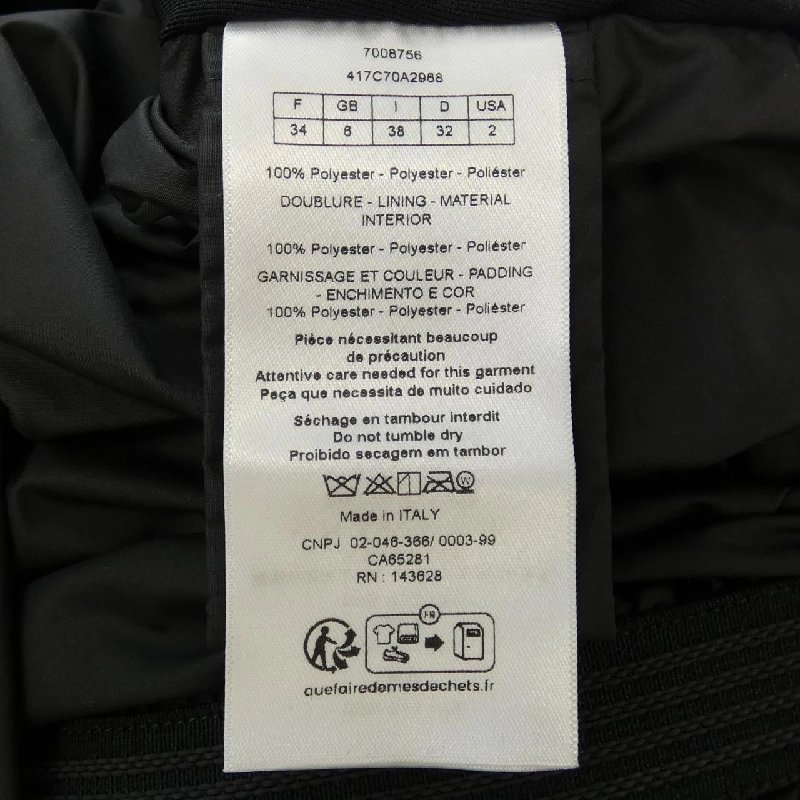 7008756
417C70A2988
F GB I D USA
34 6 38 32 2
100% Polyester - Polyester - Poliéster
DOUBLURE - LINING - MATERIAL
INTERIOR
100% Polyester - Polyester - Poliéster
GARNISSAGE ET COULEUR - PADDING
- ENCHIMENTO E COR
100% Polyester - Polyester - Poliéster
Pièce nécessitant beaucoup
de précaution
Attentive care needed for this garment
Peça que necessita de muito cuidado
Séchage en tambour interdit
Do not tumble dry
Proibido secagem em tambor
W
Made in ITALY
CNPJ 02-046-366/ 0003-99
CA65281
RN : 143628
FR
quefairedemesdechets.fr